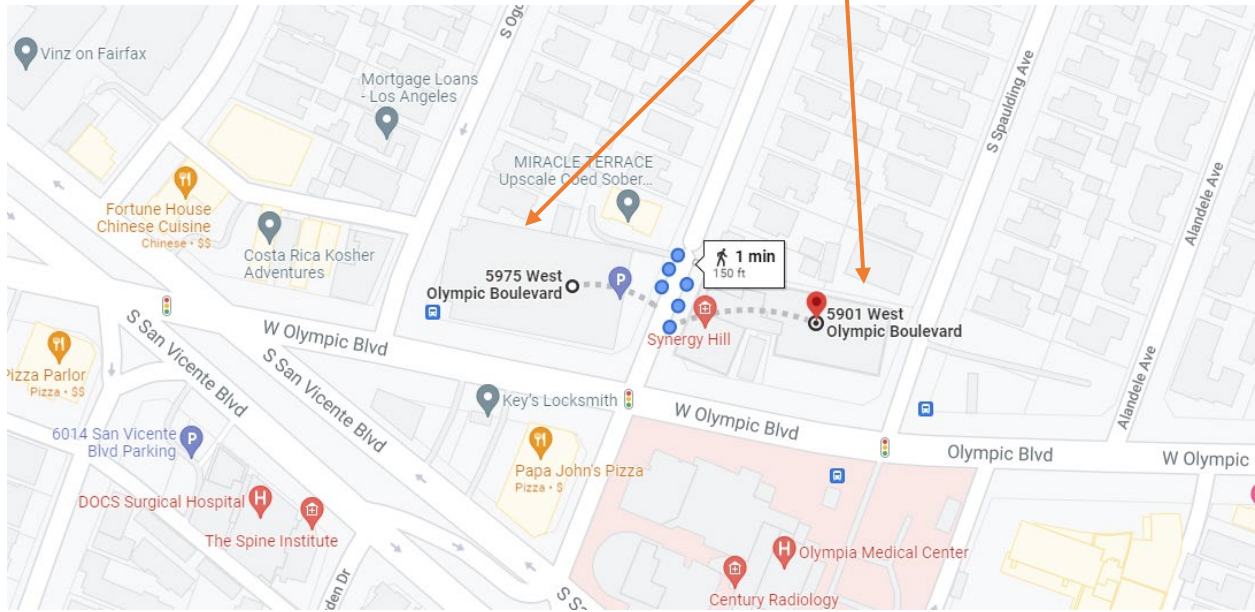 Vinz on Fairfax
S Og
Mortgage Loans
- Los Angeles
S Spaulding Ave
MIRACLE TERRACE
Upscale Coed Sober...
Alandele Ave
Fortune House
Chinese Cuisine
Chinese • $$
Costa Rica Kosher
Adventures
1 min
150 ft
5975 West
Olympic Boulevard
P
5901 West
Olympic Boulevard
Synergy Hill
W Olympic Blvd
S San Vicente Blvd
S San Vicente Blvd
Pizza Parlor
Pizza • $$
Key's Locksmith
W Olympic Blvd
Alandele Ave
6014 San Vicente
Blvd Parking
P
Olympic Blvd
W Olympic
Papa John's Pizza
Pizza • $
DOCS Surgical Hospital
H
The Spine Institute
H
Olympia Medical Center
Century Radiology
den Dr
S S